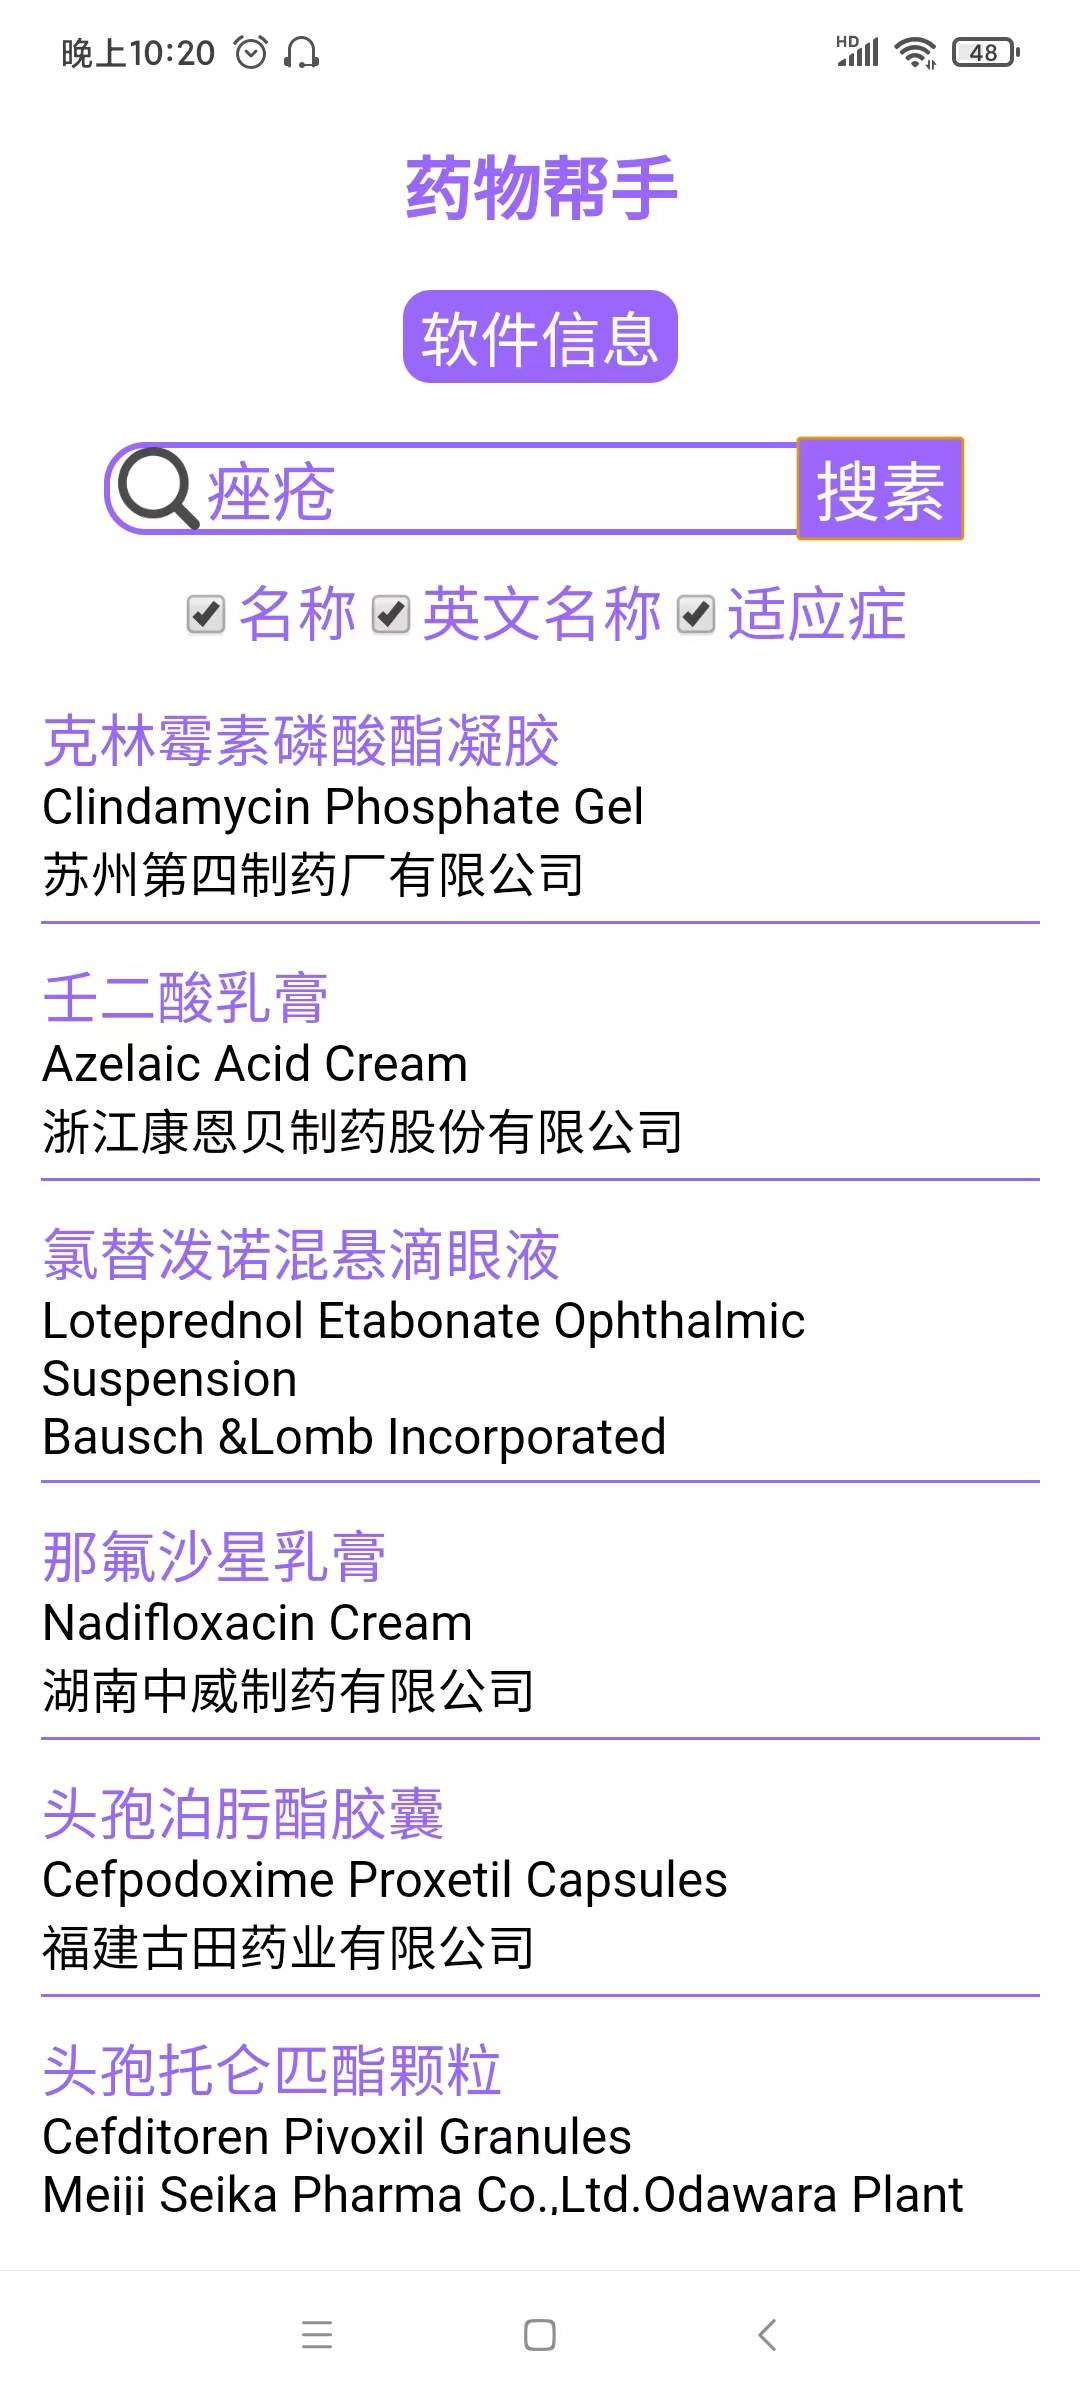 晚上10:20
HD
48
药物帮手
软件信息
痤疮
搜素
名称 英文名称 适应症
克林霉素磷酸酯凝胶
Clindamycin Phosphate Gel
苏州第四制药厂有限公司
壬二酸乳膏
Azelaic Acid Cream
浙江康恩贝制药股份有限公司
氯替泼诺混悬滴眼液
Loteprednol Etabonate Ophthalmic
Suspension
Bausch &Lomb Incorporated
那氟沙星乳膏
Nadifloxacin Cream
湖南中威制药有限公司
头孢泊肟酯胶囊
Cefpodoxime Proxetil Capsules
福建古田药业有限公司
头孢托仑匹酯颗粒
Cefditoren Pivoxil Granules
Meiji Seika Pharma Co.,Ltd.Odawara Plant